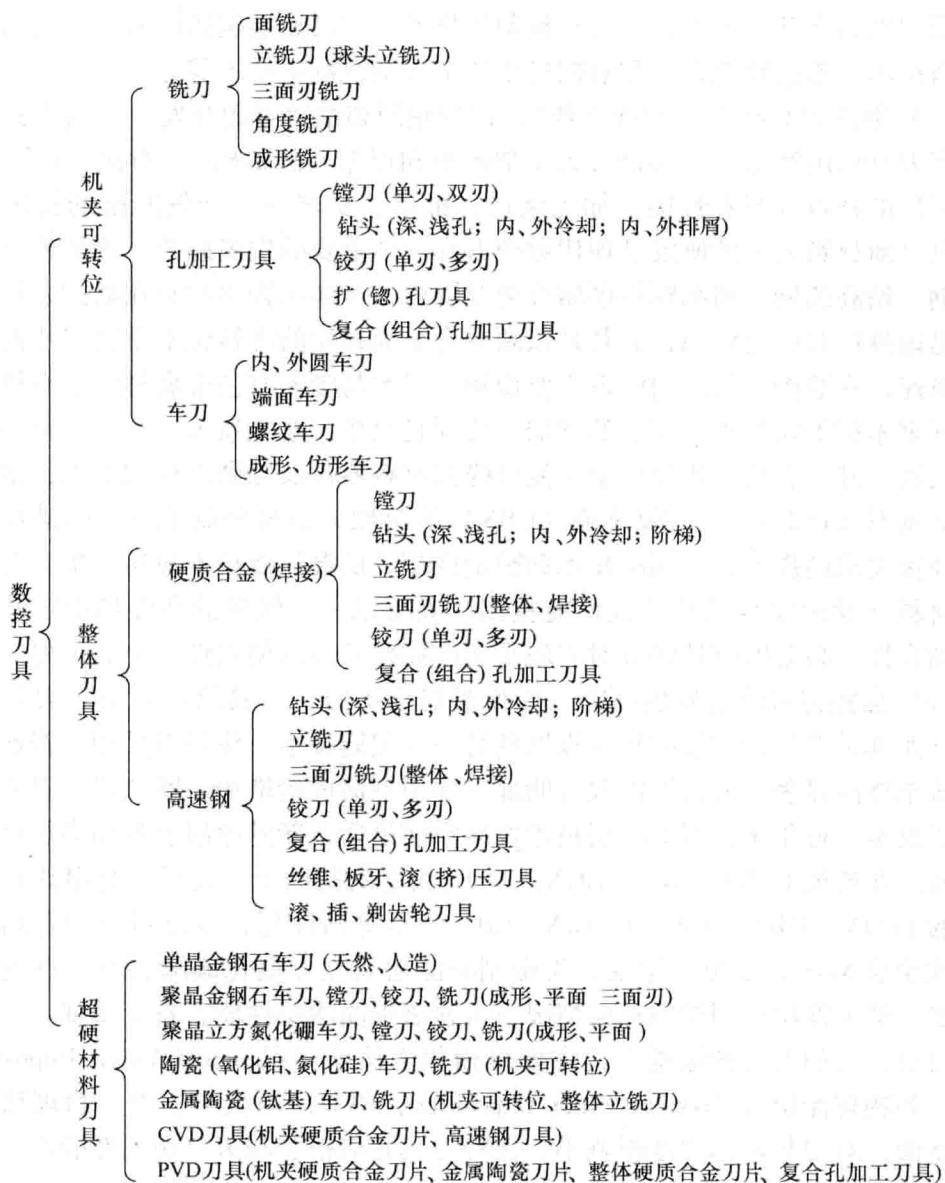 数控刀具
机夹可转位
铣刀
面铣刀
立铣刀 (球头立铣刀)
三面刃铣刀
角度铣刀
成形铣刀
孔加工刀具
镗刀 (单刃、双刃)
钻头 (深、浅孔; 内、外冷却; 内、外排屑)
铰刀 (单刃、多刃)
扩 (锪) 孔刀具
复合 (组合) 孔加工刀具
车刀
内、外圆车刀
端面车刀
螺纹车刀
成形、仿形车刀
整体刀具
硬质合金 (焊接)
镗刀
钻头 (深、浅孔; 内、外冷却; 阶梯)
立铣刀
三面刃铣刀(整体、焊接)
铰刀 (单刃、多刃)
复合 (组合) 孔加工刀具
高速钢
钻头 (深、浅孔; 内、外冷却; 阶梯)
立铣刀
三面刃铣刀(整体、焊接)
铰刀 (单刃、多刃)
复合 (组合) 孔加工刀具
丝锥、板牙、滚 (挤) 压刀具
滚、插、剃齿轮刀具
超硬材料刀具
单晶金钢石车刀 (天然、人造)
聚晶金钢石车刀、镗刀、铰刀、铣刀(成形、平面 三面刃)
聚晶立方氮化硼车刀、镗刀、铰刀、铣刀(成形、平面)
陶瓷 (氧化铝、氮化硅) 车刀、铣刀 (机夹可转位)
金属陶瓷 (钛基) 车刀、铣刀 (机夹可转位、整体立铣刀)
CVD刀具(机夹硬质合金刀片、高速钢刀具)
PVD刀具(机夹硬质合金刀片、金属陶瓷刀片、整体硬质合金刀片、复合孔加工刀具)